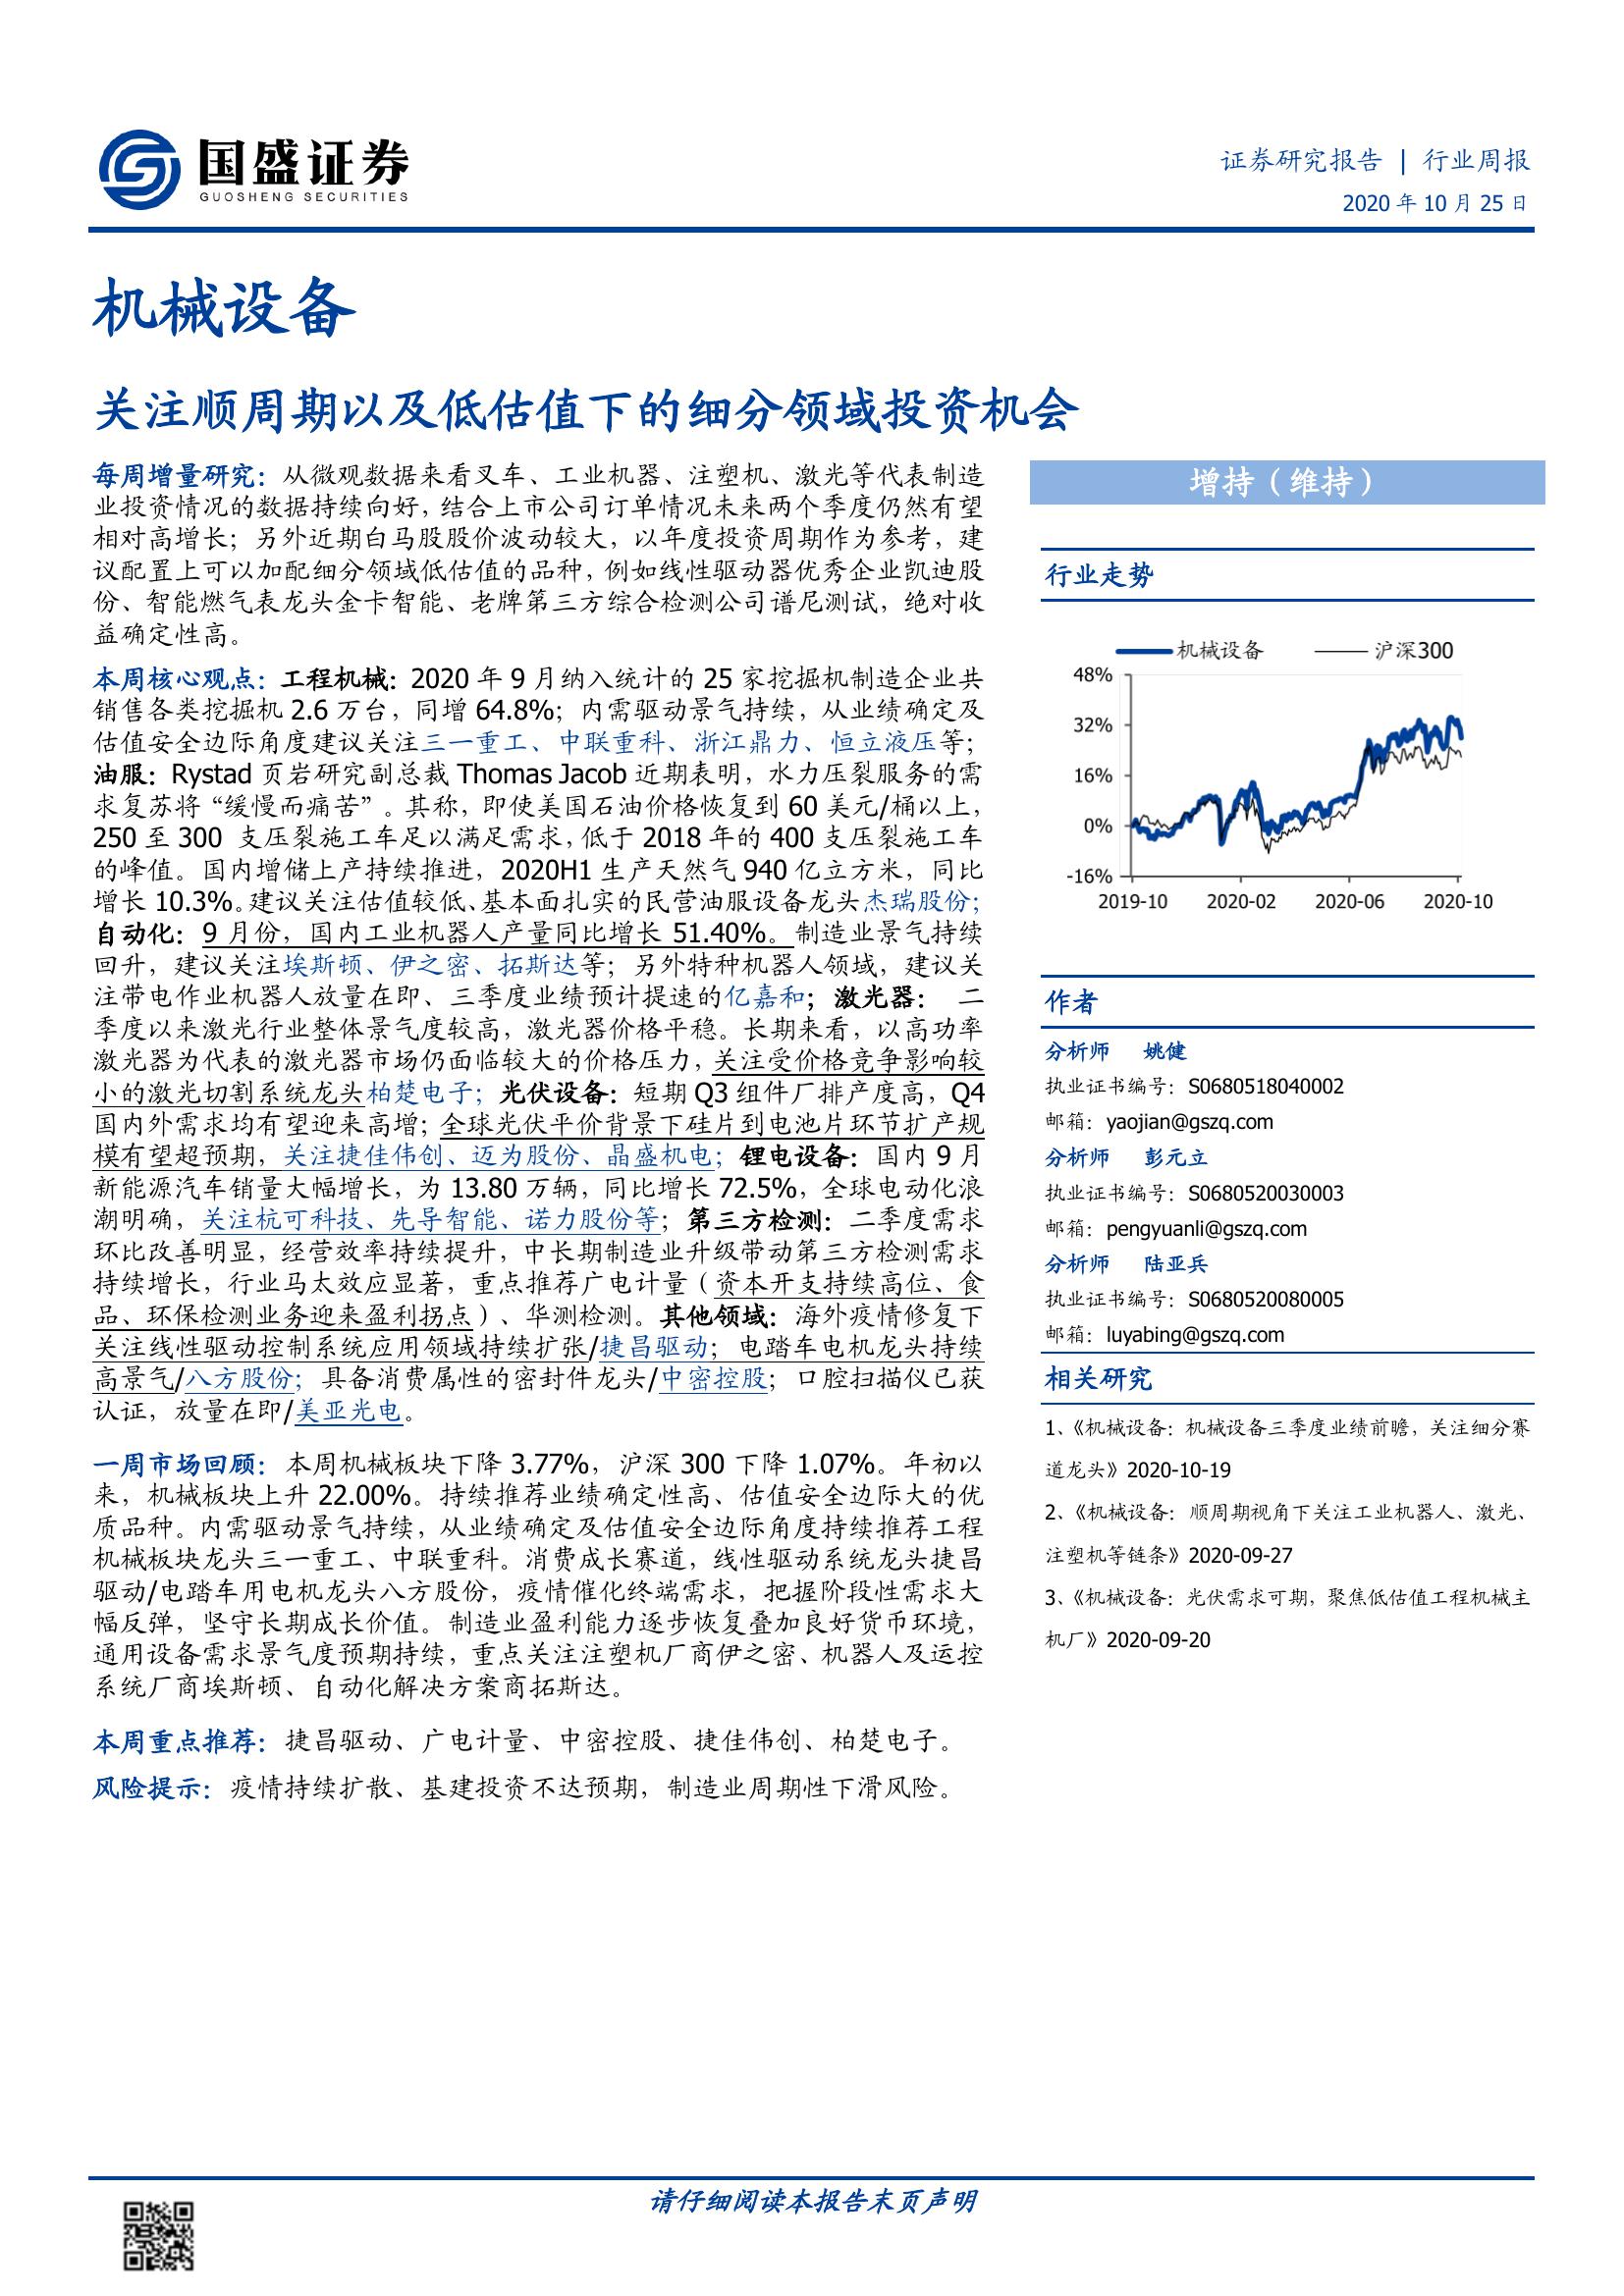 国盛证券
GUOSHENG SECURITIES
证券研究报告 | 行业周报
2020 年 10 月 25 日
机械设备
关注顺周期以及低估值下的细分领域投资机会
每周增量研究：从微观数据来看叉车、工业机器、注塑机、激光等代表制造
业投资情况的数据持续向好，结合上市公司订单情况未来两个季度仍然有望
相对高增长；另外近期白马股股价波动较大，以年度投资周期作为参考，建
议配置上可以加配细分领域低估值的品种，例如线性驱动器优秀企业凯迪股
份、智能燃气表龙头金卡智能、老牌第三方综合检测公司谱尼测试，绝对收
益确定性高。
本周核心观点：工程机械：2020 年 9 月纳入统计的 25 家挖掘机制造企业共
销售各类挖掘机 2.6 万台，同增 64.8%；内需驱动景气持续，从业绩确定及
估值安全边际角度建议关注三一重工、中联重科、浙江鼎力、恒立液压等；
油服：Rystad 页岩研究副总裁 Thomas Jacob 近期表明，水力压裂服务的需
求复苏将“缓慢而痛苦”。其称，即使美国石油价格恢复到 60 美元/桶以上，
250 至 300 支压裂施工车足以满足需求，低于 2018 年的 400 支压裂施工车
的峰值。国内增储上产持续推进，2020H1 生产天然气 940 亿立方米，同比
增长 10.3%。建议关注估值较低、基本面扎实的民营油服设备龙头杰瑞股份；
自动化：9 月份，国内工业机器人产量同比增长 51.40%。制造业景气持续
回升，建议关注埃斯顿、伊之密、拓斯达等；另外特种机器人领域，建议关
注带电作业机器人放量在即、三季度业绩预计提速的亿嘉和；激光器： 二
季度以来激光行业整体景气度较高，激光器价格平稳。长期来看，以高功率
激光器为代表的激光器市场仍面临较大的价格压力，关注受价格竞争影响较
小的激光切割系统龙头柏楚电子；光伏设备：短期 Q3 组件厂排产度高，Q4
国内外需求均有望迎来高增；全球光伏平价背景下硅片到电池片环节扩产规
模有望超预期，关注捷佳伟创、迈为股份、晶盛机电；锂电设备：国内 9 月
新能源汽车销量大幅增长，为 13.80 万辆，同比增长 72.5%，全球电动化浪
潮明确，关注杭可科技、先导智能、诺力股份等；第三方检测：二季度需求
环比改善明显，经营效率持续提升，中长期制造业升级带动第三方检测需求
持续增长，行业马太效应显著，重点推荐广电计量（资本开支持续高位、食
品、环保检测业务迎来盈利拐点）、华测检测。其他领域：海外疫情修复下
关注线性驱动控制系统应用领域持续扩张/捷昌驱动；电踏车电机龙头持续
高景气/八方股份；具备消费属性的密封件龙头/中密控股；口腔扫描仪已获
认证，放量在即/美亚光电。
一周市场回顾：本周机械板块下降 3.77%，沪深 300 下降 1.07%。年初以
来，机械板块上升 22.00%。持续推荐业绩确定性高、估值安全边际大的优
质品种。内需驱动景气持续，从业绩确定及估值安全边际角度持续推荐工程
机械板块龙头三一重工、中联重科。消费成长赛道，线性驱动系统龙头捷昌
驱动/电踏车用电机龙头八方股份，疫情催化终端需求，把握阶段性需求大
幅反弹，坚守长期成长价值。制造业盈利能力逐步恢复叠加良好货币环境，
通用设备需求景气度预期持续，重点关注注塑机厂商伊之密、机器人及运控
系统厂商埃斯顿、自动化解决方案商拓斯达。
本周重点推荐：捷昌驱动、广电计量、中密控股、捷佳伟创、柏楚电子。
风险提示：疫情持续扩散、基建投资不达预期，制造业周期性下滑风险。
增持（维持）
行业走势
机械设备 沪深300
48%
32%
16%
0%
-16%
2019-10 2020-02 2020-06 2020-10
作者
分析师 姚健
执业证书编号：S0680518040002
邮箱：yaojian@gszq.com
分析师 彭元立
执业证书编号：S0680520030003
邮箱：pengyuanli@gszq.com
分析师 陆亚兵
执业证书编号：S0680520080005
邮箱：luyabing@gszq.com
相关研究
1、《机械设备：机械设备三季度业绩前瞻，关注细分赛
道龙头》2020-10-19
2、《机械设备：顺周期视角下关注工业机器人、激光、
注塑机等链条》2020-09-27
3、《机械设备：光伏需求可期，聚焦低估值工程机械主
机厂》2020-09-20
请仔细阅读本报告末页声明